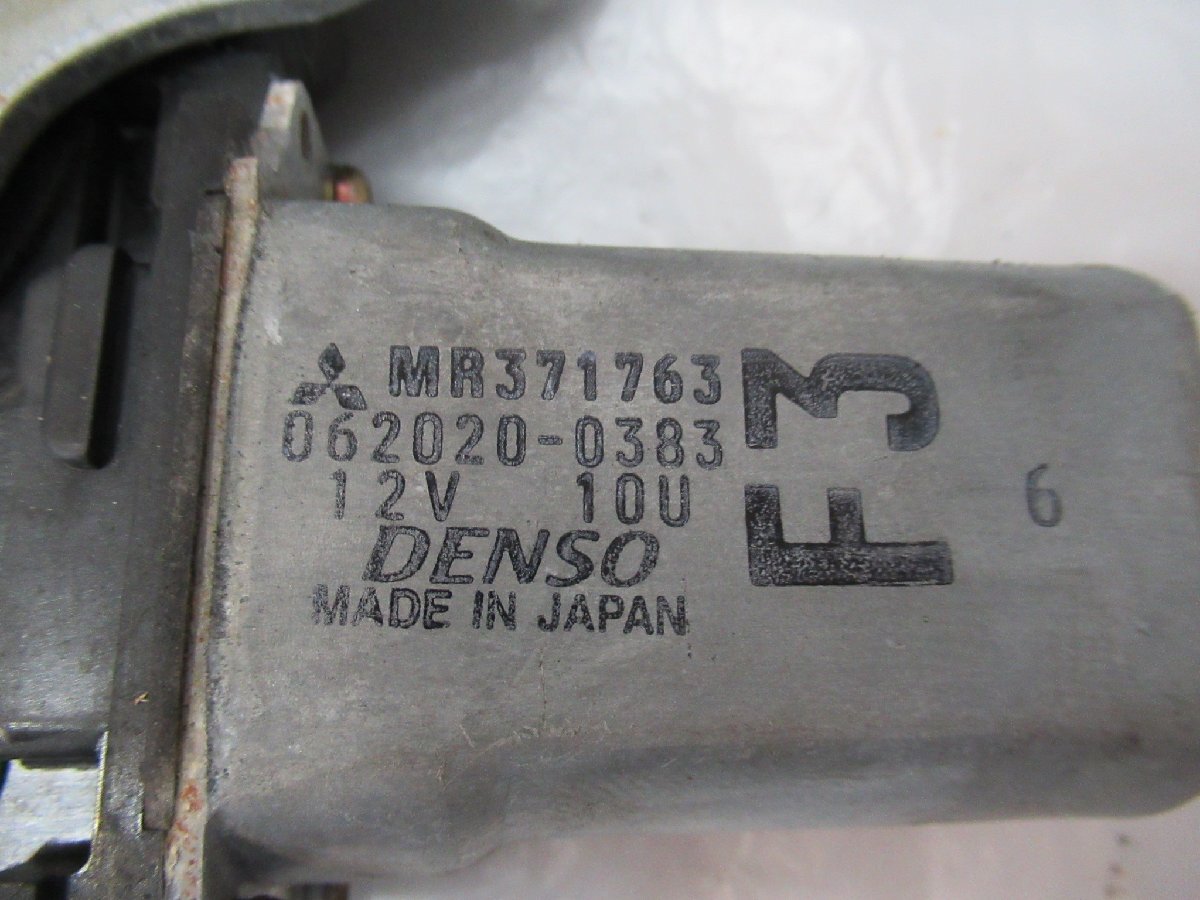 MR371763
062020-0383
12V 10U
DENSO
MADE IN JAPAN
F3
6